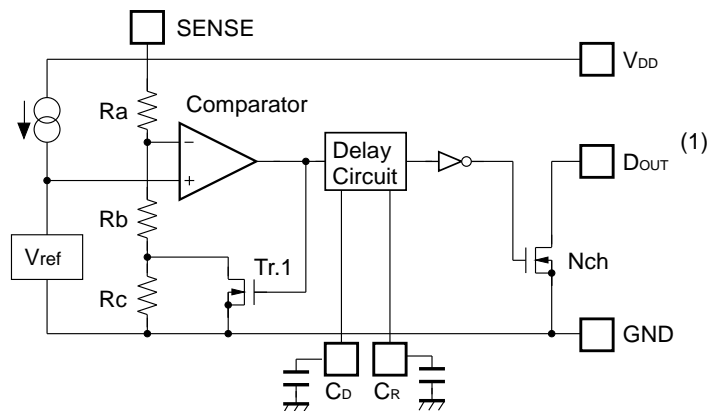 SENSE
VDD
Ra
Comparator
−
+
Delay
Circuit
DOUT (1)
Rb
Vref
Tr.1
Nch
Rc
GND
CD
CR